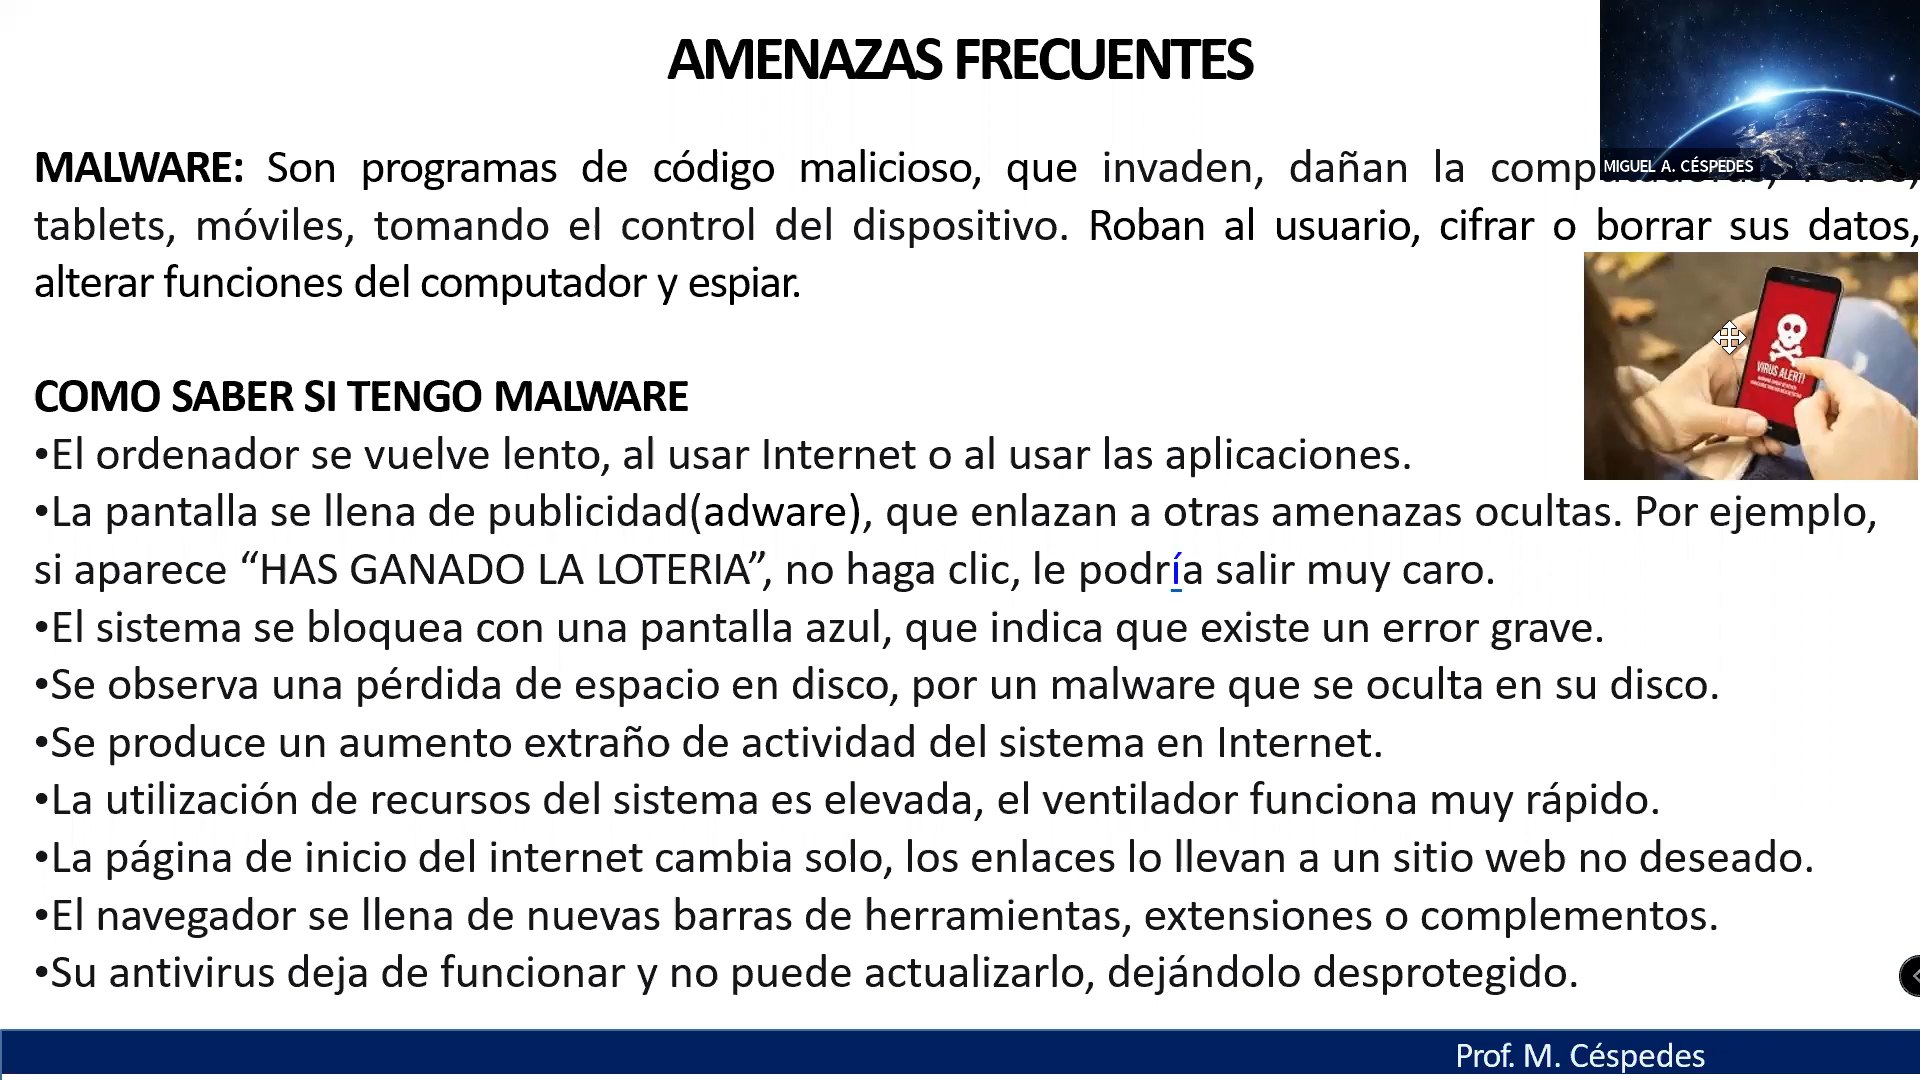 AMENAZAS FRECUENTES
MIGUEL A. CÉSPEDES
MALWARE: Son programas de código malicioso, que invaden, dañan la
tablets, móviles, tomando el control del dispositivo. Roban al usuario, cifrar o borrar sus datos,
alterar funciones del computador y espiar.
VIRUS ALERT!
COMO SABER SI TENGO MALWARE
•El ordenador se vuelve lento, al usar Internet o al usar las aplicaciones.
•La pantalla se llena de publicidad(adware), que enlazan a otras amenazas ocultas. Por ejemplo,
si aparece “HAS GANADO LA LOTERIA”, no haga clic, le podría salir muy caro.
•El sistema se bloquea con una pantalla azul, que indica que existe un error grave.
•Se observa una pérdida de espacio en disco, por un malware que se oculta en su disco.
•Se produce un aumento extraño de actividad del sistema en Internet.
•La utilización de recursos del sistema es elevada, el ventilador funciona muy rápido.
•La página de inicio del internet cambia solo, los enlaces lo llevan a un sitio web no deseado.
•El navegador se llena de nuevas barras de herramientas, extensiones o complementos.
•Su antivirus deja de funcionar y no puede actualizarlo, dejándolo desprotegido.
Prof. M. Céspedes